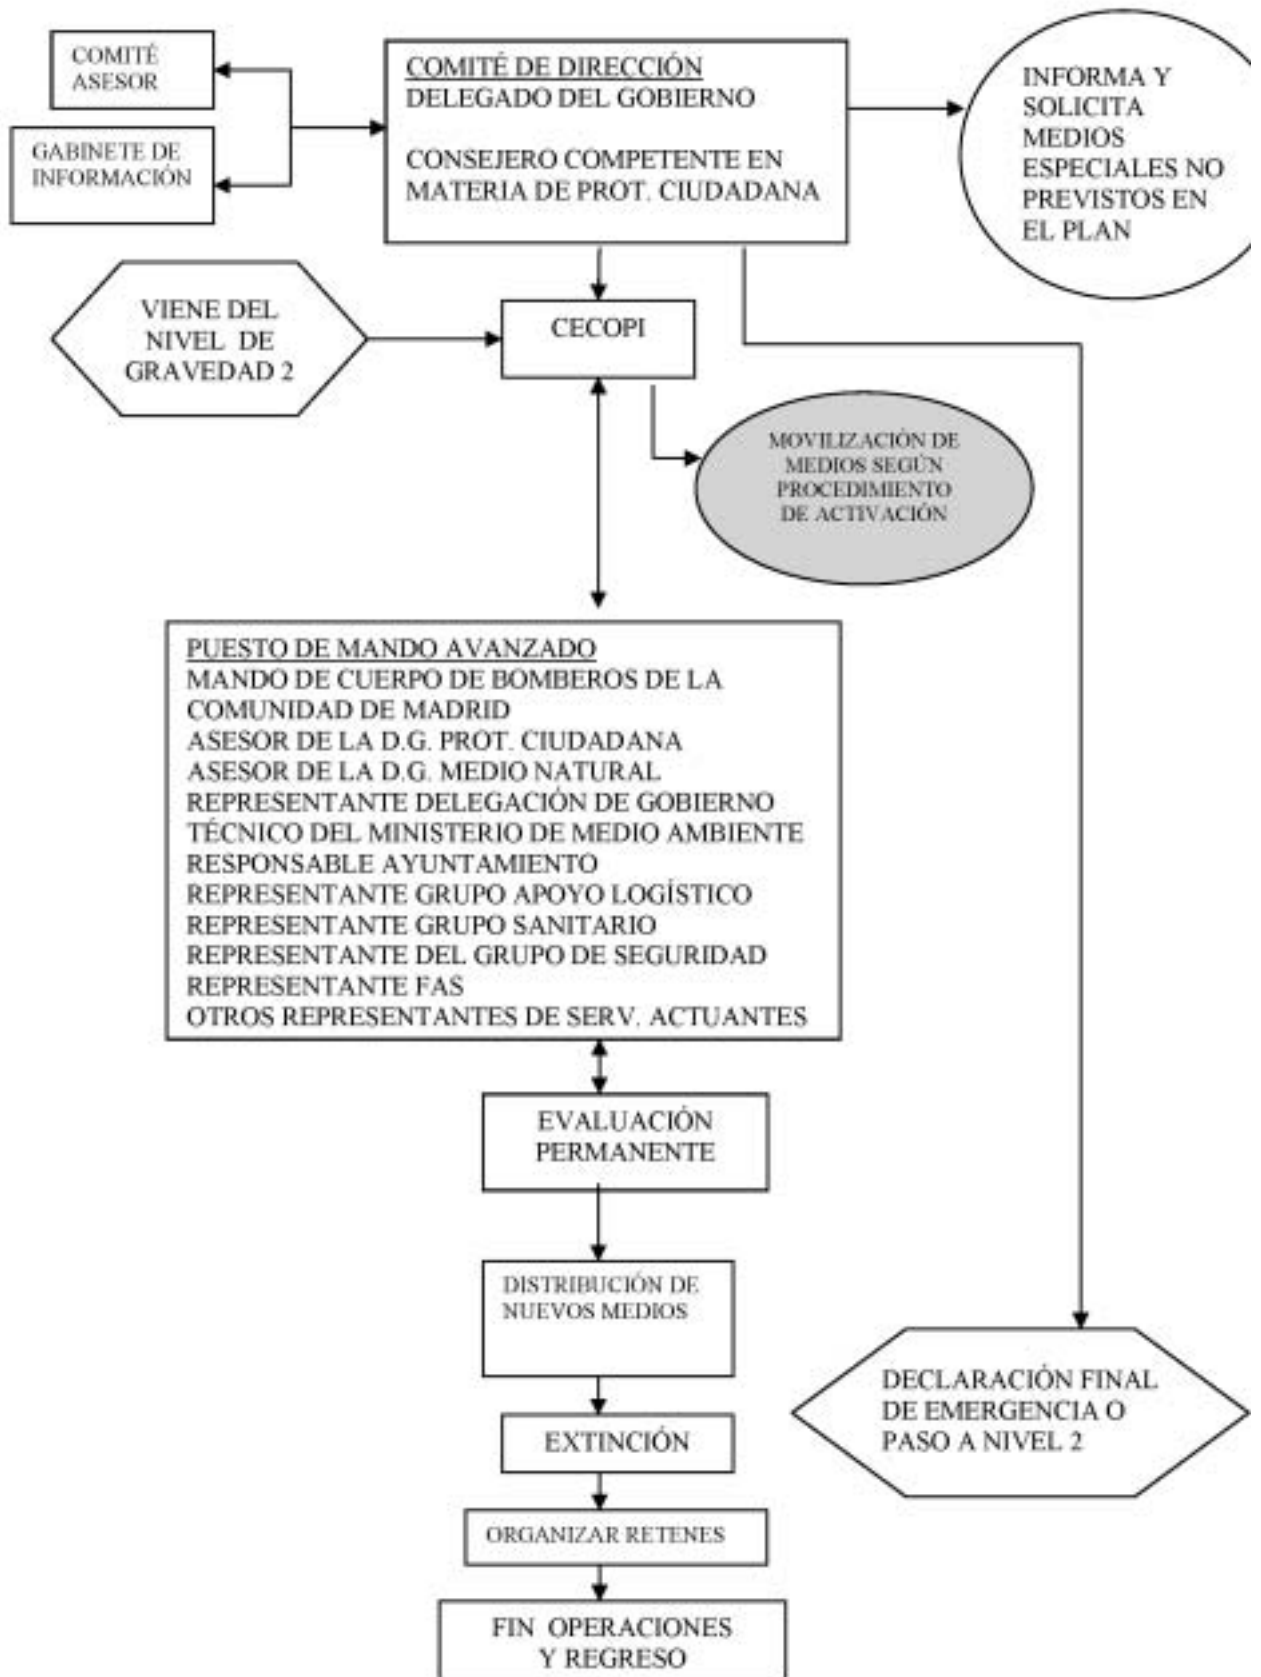 COMITÉ
ASESOR
GABINETE DE
INFORMACIÓN
COMITÉ DE DIRECCIÓN
DELEGADO DEL GOBIERNO
CONSEJERO COMPETENTE EN
MATERIA DE PROT. CIUDADANA
INFORMA Y
SOLICITA
MEDIOS
ESPECIALES NO
PREVISTOS EN
EL PLAN
VIENE DEL
NIVEL DE
GRAVEDAD 2
CECOPI
MOVILIZACIÓN DE
MEDIOS SEGÚN
PROCEDIMIENTO
DE ACTIVACIÓN
PUESTO DE MANDO AVANZADO
MANDO DE CUERPO DE BOMBEROS DE LA
COMUNIDAD DE MADRID
ASESOR DE LA D.G. PROT. CIUDADANA
ASESOR DE LA D.G. MEDIO NATURAL
REPRESENTANTE DELEGACIÓN DE GOBIERNO
TÉCNICO DEL MINISTERIO DE MEDIO AMBIENTE
RESPONSABLE AYUNTAMIENTO
REPRESENTANTE GRUPO APOYO LOGÍSTICO
REPRESENTANTE GRUPO SANITARIO
REPRESENTANTE DEL GRUPO DE SEGURIDAD
REPRESENTANTE FAS
OTROS REPRESENTANTES DE SERV. ACTUANTES
EVALUACIÓN
PERMANENTE
DISTRIBUCIÓN DE
NUEVOS MEDIOS
EXTINCIÓN
ORGANIZAR RETENES
FIN OPERACIONES
Y REGRESO
DECLARACIÓN FINAL
DE EMERGENCIA O
PASO A NIVEL 2